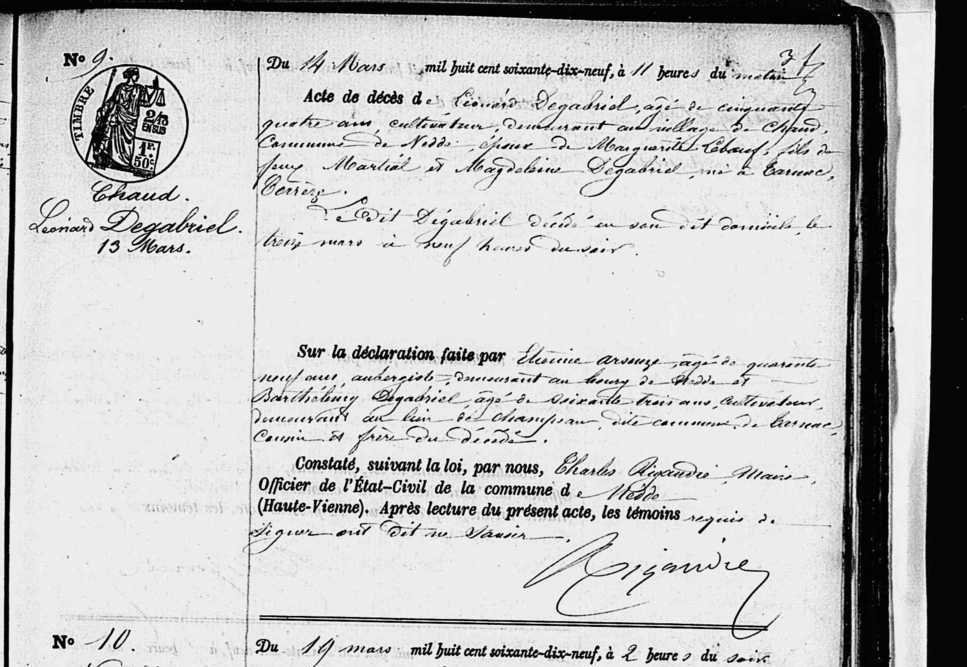 No 9.
TIMBRE
2/10
EN SUS
1F.
50c.
Chaud.
Léonard Degabriel.
13 Mars.
Du 14 Mars mil huit cent soixante-dix-neuf, à 11 heures du matin
Acte de décès de Léonard Degabriel, âgé de cinquante
quatre ans, cultivateur, demeurant au village de Chaud,
Commune de Nedde, époux de Marguerite Lebœuf, fils de
feux Martial et Magdeleine Degabriel, né à Tarnac,
Corrèze.
Le dit Degabriel décédé en son dit domicile le
treize mars à neuf heures du soir.
Sur la déclaration faite par Etienne arsouze, âgé de quarante
neuf ans, aubergiste, demeurant au bourg de Nedde et
Barthélemy Degabriel, âgé de soixante trois ans, cultivateur,
demeurant au lieu de champseau, dite commune, de Tarnac,
Cousin et frère du décédé.
Constaté, suivant la loi, par nous, Charles Rigaudie, Maire,
Officier de l'État-Civil de la commune de Nedde
(Haute-Vienne). Après lecture du présent acte, les témoins requis de
signer ont dit ne savoir.
Rigaudie
No 10.
Du 19 mars mil huit cent soixante-dix-neuf, à 2 heures du soir